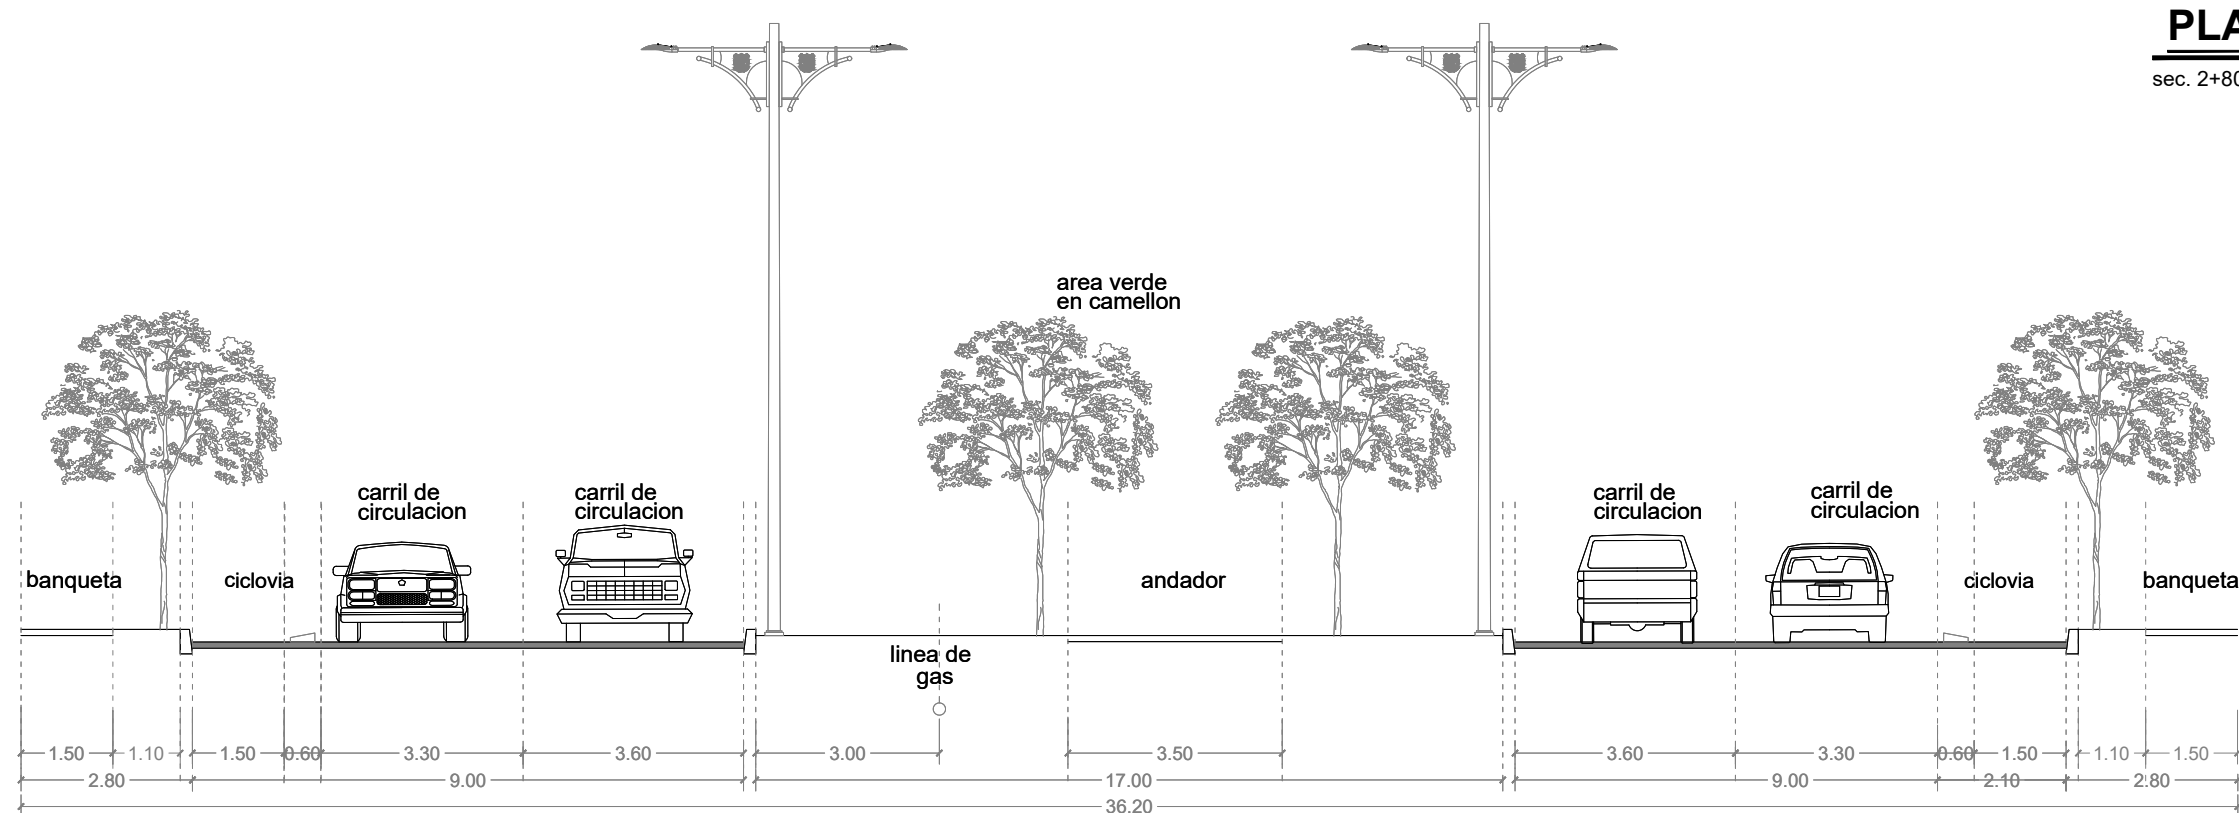 PLA
sec. 2+80
area verde
en camellon
carril de
circulacion
carril de
circulacion
carril de
circulacion
carril de
circulacion
banqueta
ciclovia
andador
ciclovia
banqueta
linea de
gas
1.50 1.10 1.50 0.60 3.30 3.60 3.00 3.50 3.60 3.30 0.60 1.50 1.10 1.50
2.80 9.00 17.00 9.00 2.10 2.80
36.20